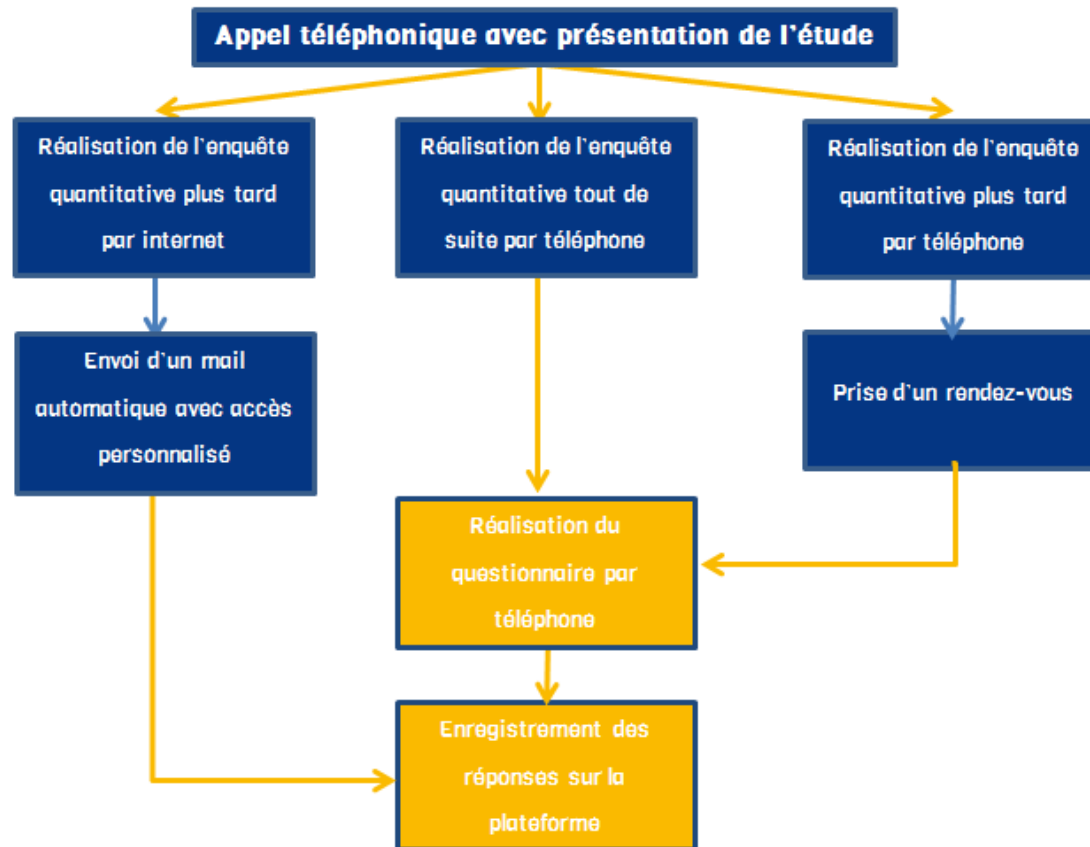 Appel téléphonique avec présentation de l'étude
Réalisation de l'enquête
quantitative plus tard
par internet
Réalisation de l'enquête
quantitative tout de
suite par téléphone
Réalisation de l'enquête
quantitative plus tard
par téléphone
Envoi d'un mail
automatique avec accès
personnalisé
Prise d'un rendez-vous
Réalisation du
questionnaire par
téléphone
Enregistrement des
réponses sur la
plateforme